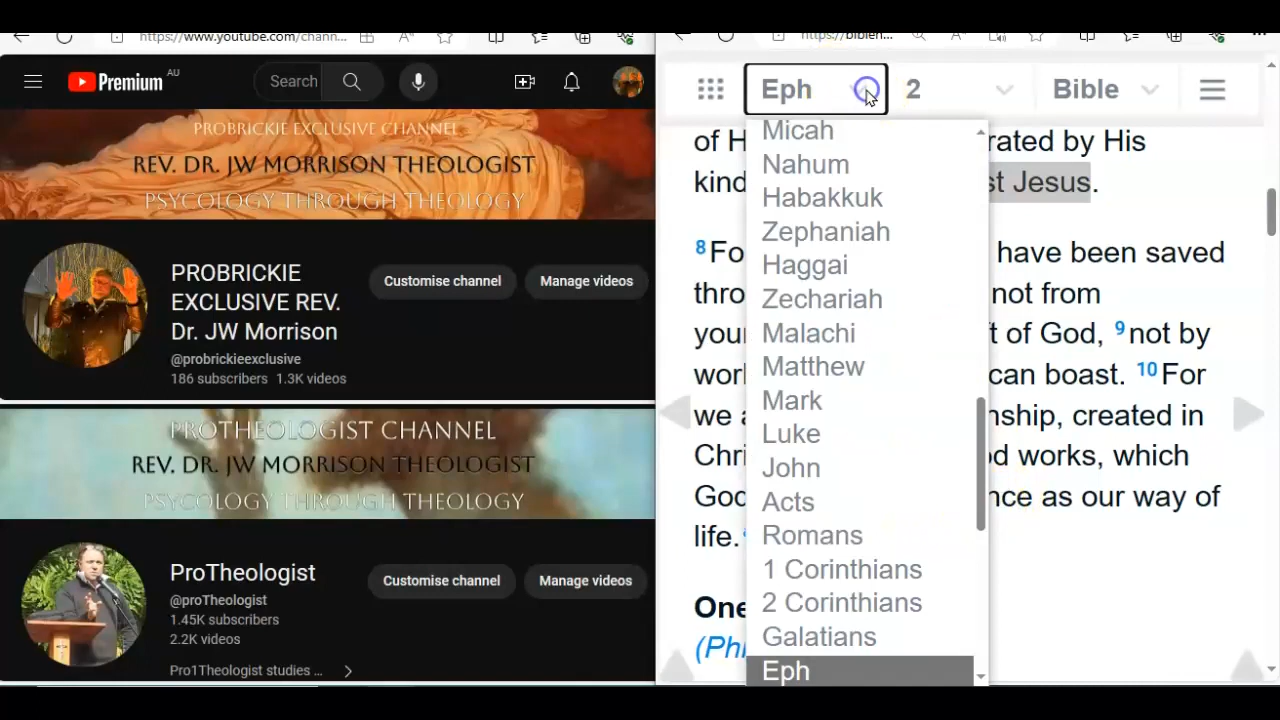 https://www.youtube.com/chann...
Premium AU
Search
PROBRICKIE EXCLUSIVE CHANNEL
REV. DR. JW MORRISON THEOLOGIST
PSYCOLOGY THROUGH THEOLOGY
PROBRICKIE
EXCLUSIVE REV.
Dr. JW Morrison
@probrickieexclusive
186 subscribers 1.3K videos
Customise channel
Manage videos
PROTHEOLOGIST CHANNEL
REV. DR. JW MORRISON THEOLOGIST
PSYCOLOGY THROUGH THEOLOGY
ProTheologist
@proTheologist
1.45K subscribers
2.2K videos
Pro1Theologist studies ...
Customise channel
Manage videos
https://bibleh...
Eph
2
Bible
Micah
Nahum
Habakkuk
Zephaniah
Haggai
Zechariah
Malachi
Matthew
Mark
Luke
John
Acts
Romans
1 Corinthians
2 Corinthians
Galatians
Eph
of H rated by His
kind st Jesus.
8 Fo have been saved
thro not from
your t of God, 9 not by
wor can boast. 10 For
we a nship, created in
Chri d works, which
God nce as our way of
life.
One
(Ph